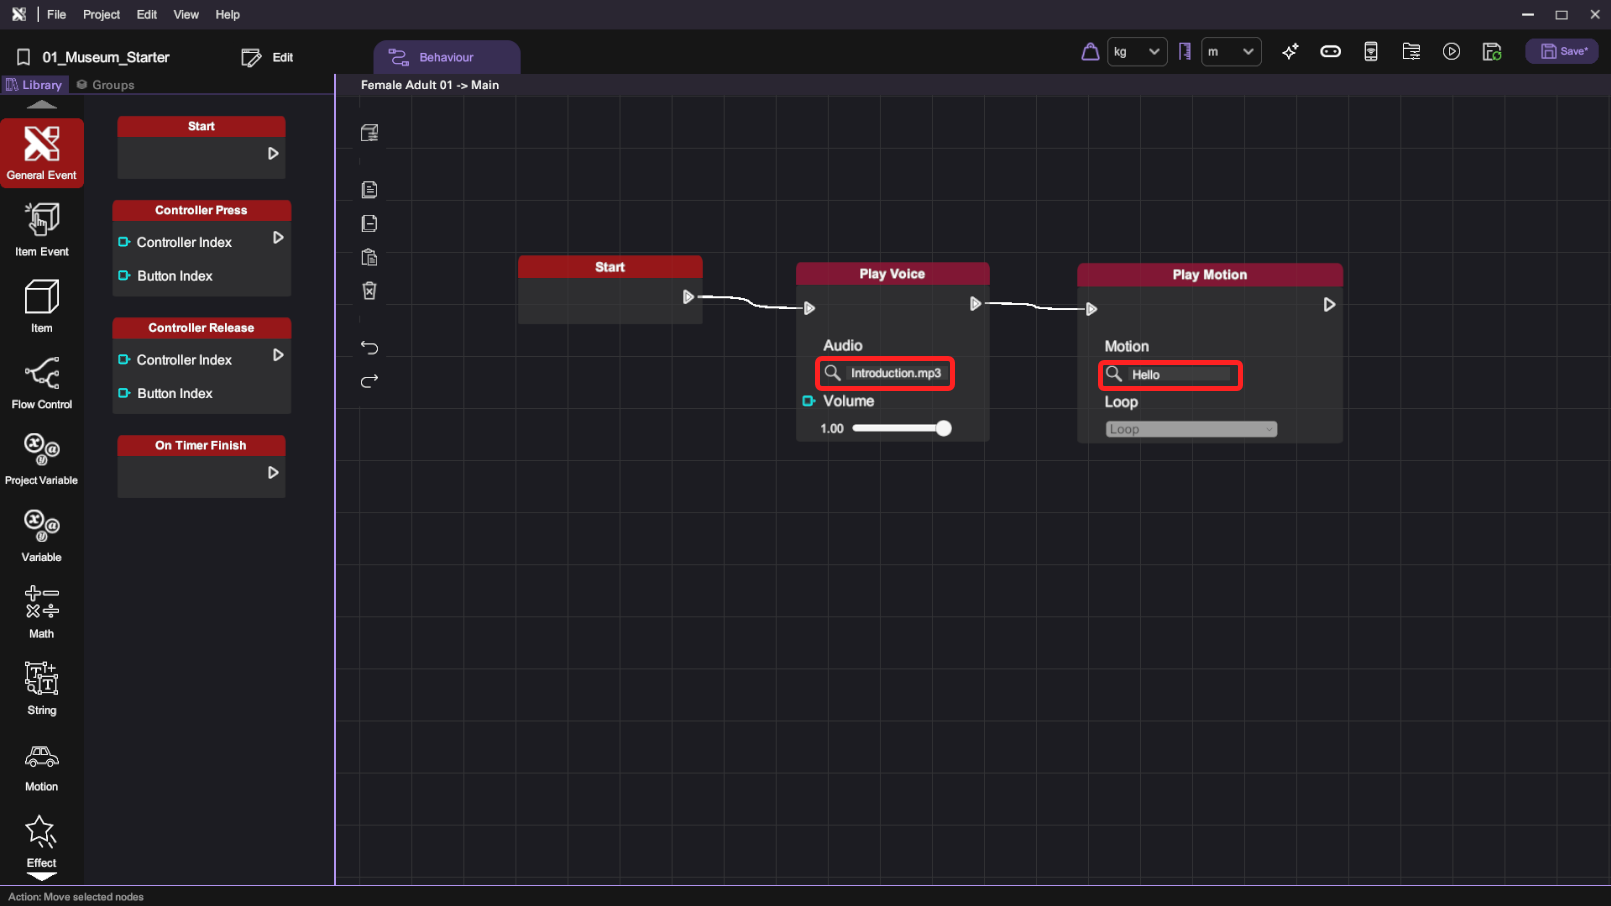 File Project Edit View Help
01_Museum_Starter Edit Behaviour kg m Save*
Library Groups Female Adult 01 -> Main
General Event
Item Event
Item
Flow Control
Project Variable
Variable
Math
String
Motion
Effect
Start
Controller Press
Controller Index
Button Index
Controller Release
Controller Index
Button Index
On Timer Finish
Start
Play Voice
Audio
Introduction.mp3
Volume
1.00
Play Motion
Motion
Hello
Loop
Loop
Action: Move selected nodes